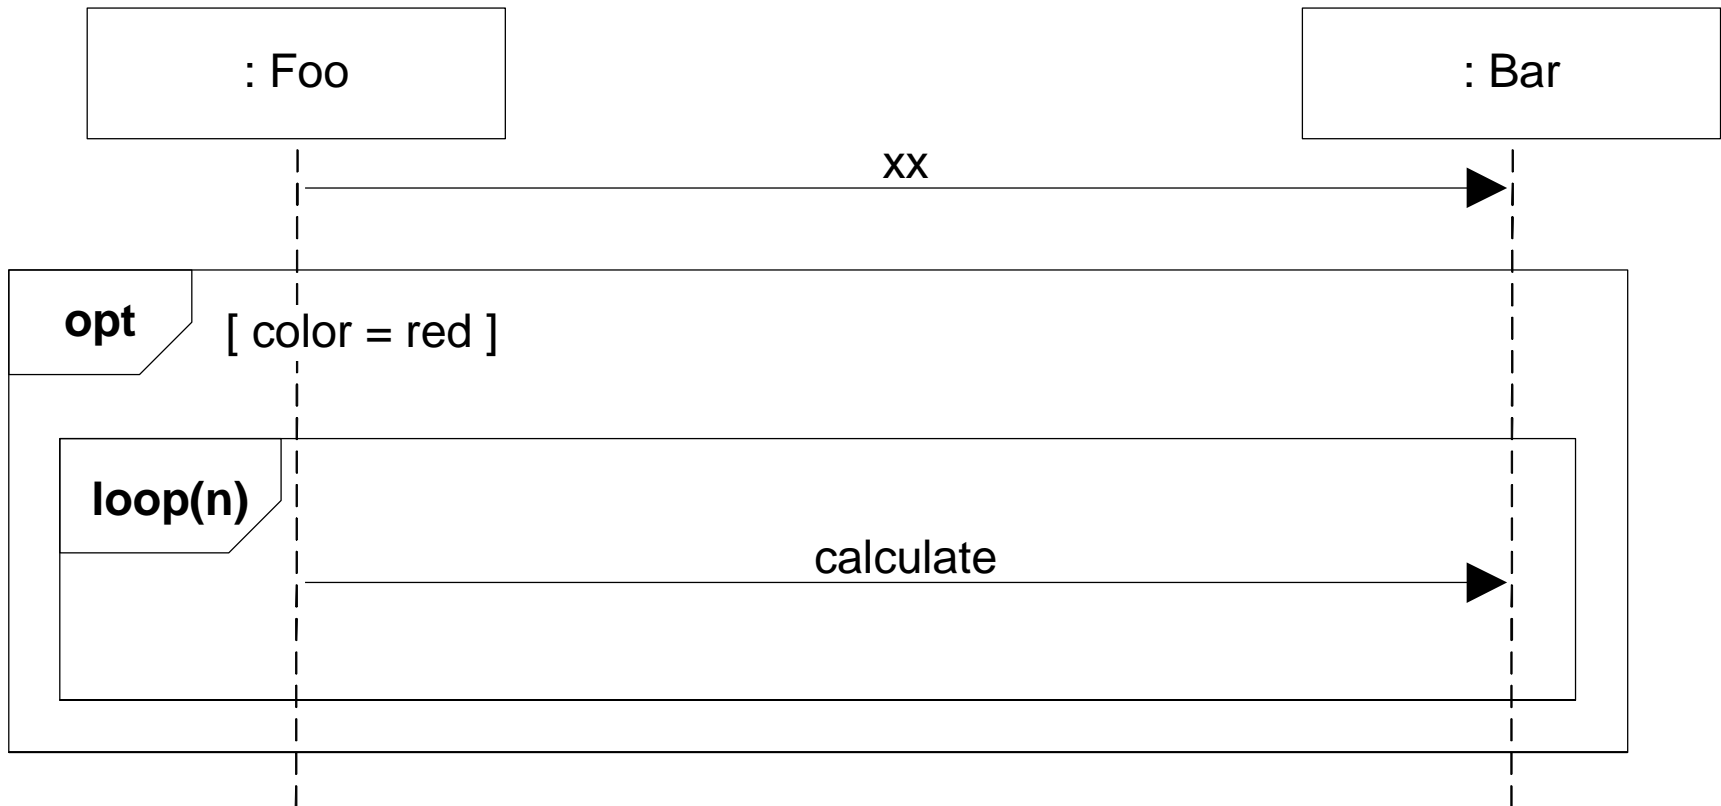 : Foo
: Bar
xx
opt
[ color = red ]
loop(n)
calculate